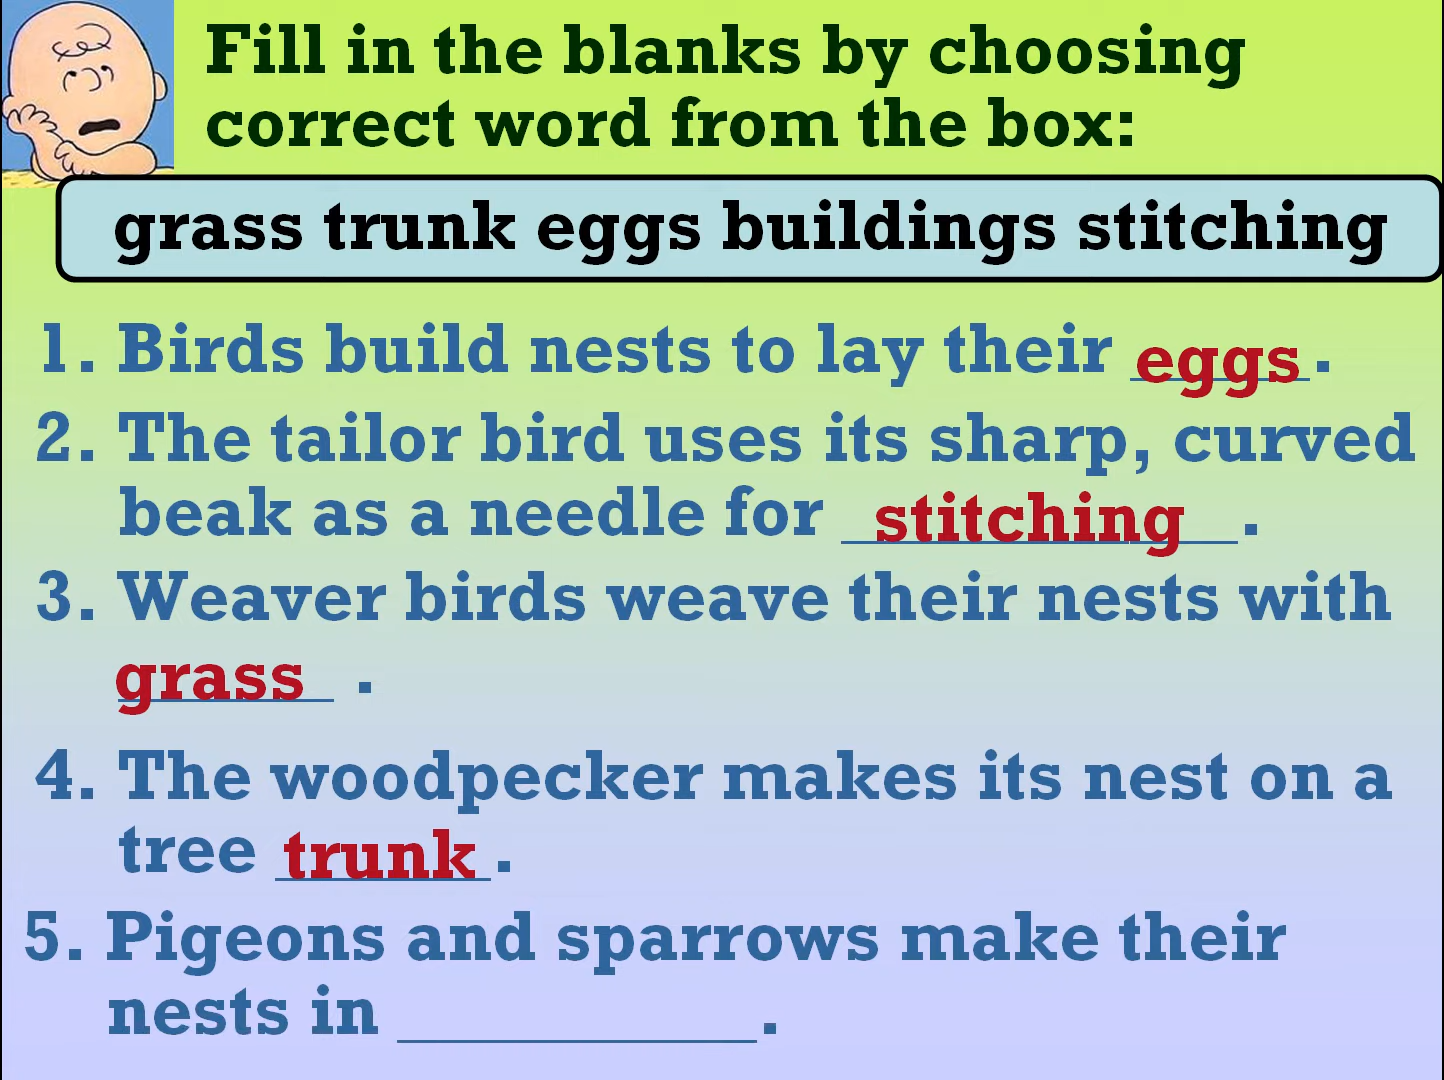 Fill in the blanks by choosing
correct word from the box:
grass trunk eggs buildings stitching
1. Birds build nests to lay their eggs.
2. The tailor bird uses its sharp, curved
beak as a needle for stitching.
3. Weaver birds weave their nests with
grass .
4. The woodpecker makes its nest on a
tree trunk.
5. Pigeons and sparrows make their
nests in __________.